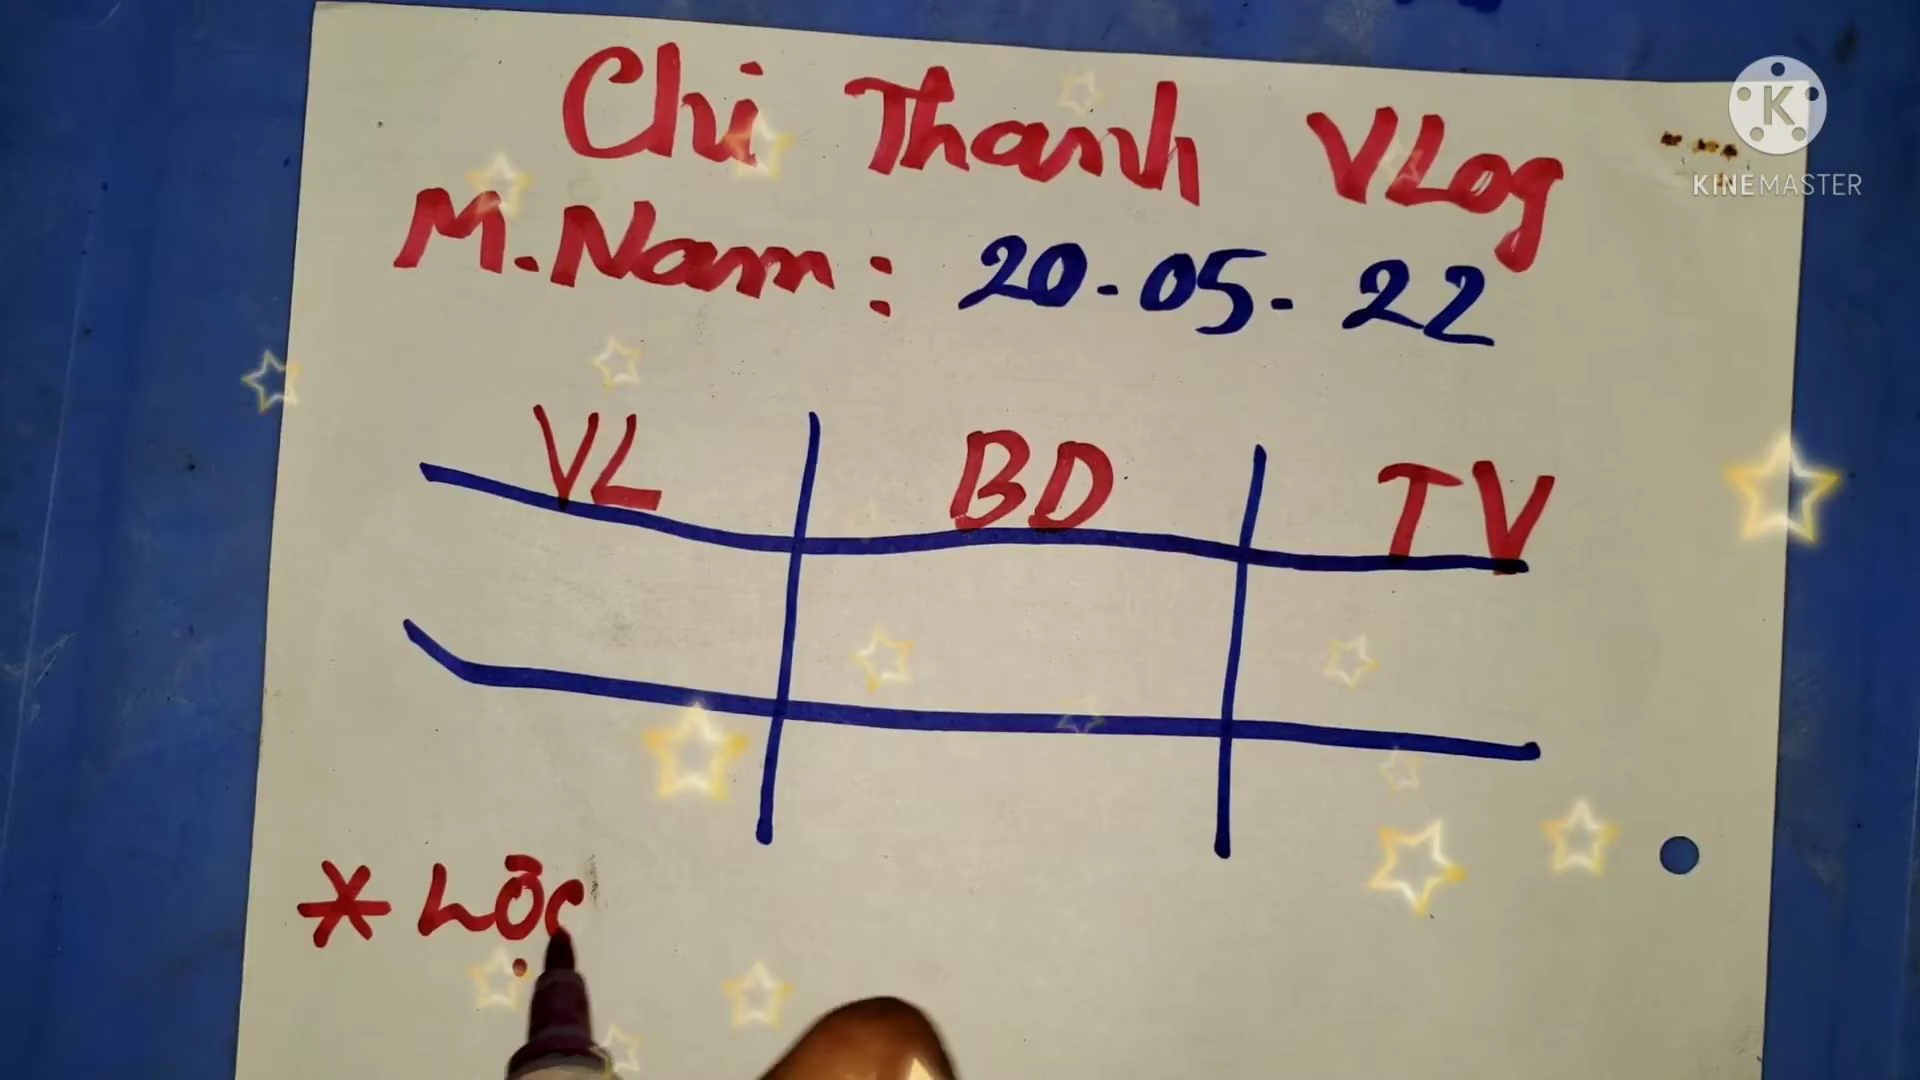 Chi Thanh VLog
KINEMASTER
M.Nam: 20-05-22
VL BD TV
* Lộc